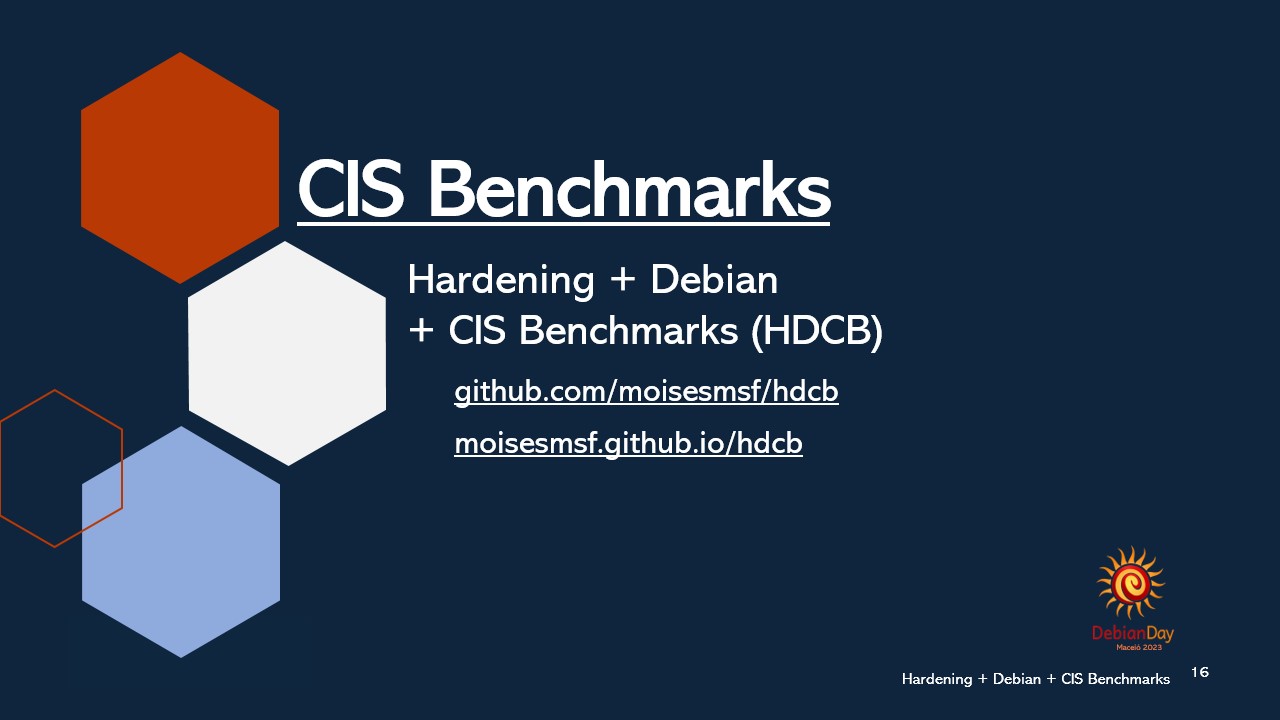 CIS Benchmarks
Hardening + Debian
+ CIS Benchmarks (HDCB)
github.com/moisesmsf/hdcb
moisesmsf.github.io/hdcb
DebianDay
Maceió 2023
Hardening + Debian + CIS Benchmarks
16